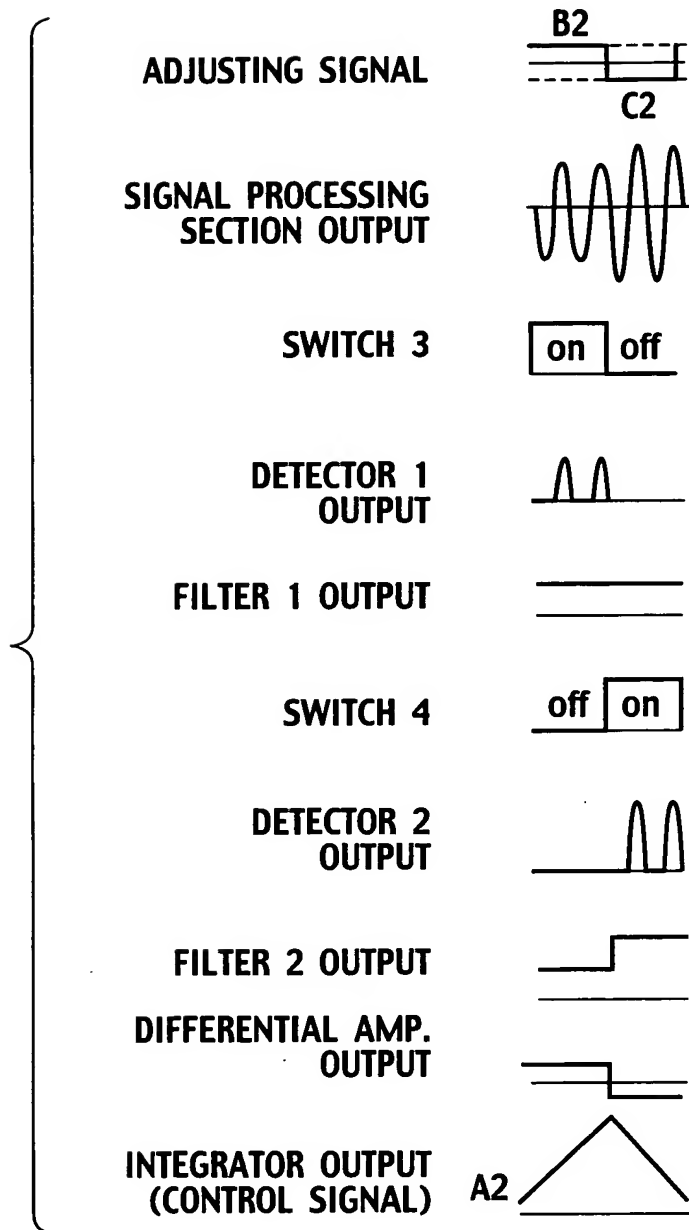 B2
ADJUSTING SIGNAL
C2
SIGNAL PROCESSING
SECTION OUTPUT
SWITCH 3
on off
DETECTOR 1
OUTPUT
FILTER 1 OUTPUT
SWITCH 4
off on
DETECTOR 2
OUTPUT
FILTER 2 OUTPUT
DIFFERENTIAL AMP.
OUTPUT
INTEGRATOR OUTPUT
(CONTROL SIGNAL)
A2